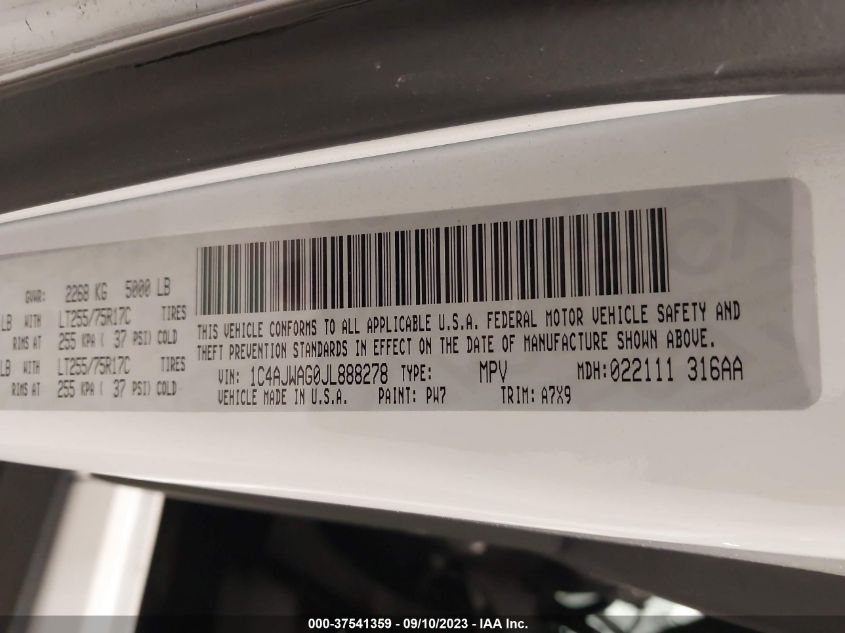 GVWR: 2268 KG 5000 LB
LB WITH LT255/75R17C TIRES
RIMS AT 255 KPA ( 37 PSI) COLD
LB WITH LT255/75R17C TIRES
RIMS AT 255 KPA ( 37 PSI) COLD
THIS VEHICLE CONFORMS TO ALL APPLICABLE U.S.A. FEDERAL MOTOR VEHICLE SAFETY AND
THEFT PREVENTION STANDARDS IN EFFECT ON THE DATE OF MANUFACTURE SHOWN ABOVE.
VIN: 1C4AJWAG0JL888278 TYPE: MPV MDH: 022111 316AA
VEHICLE MADE IN U.S.A. PAINT: PW7 TRIM: A7X9
000-37541359 - 09/10/2023 - IAA Inc.